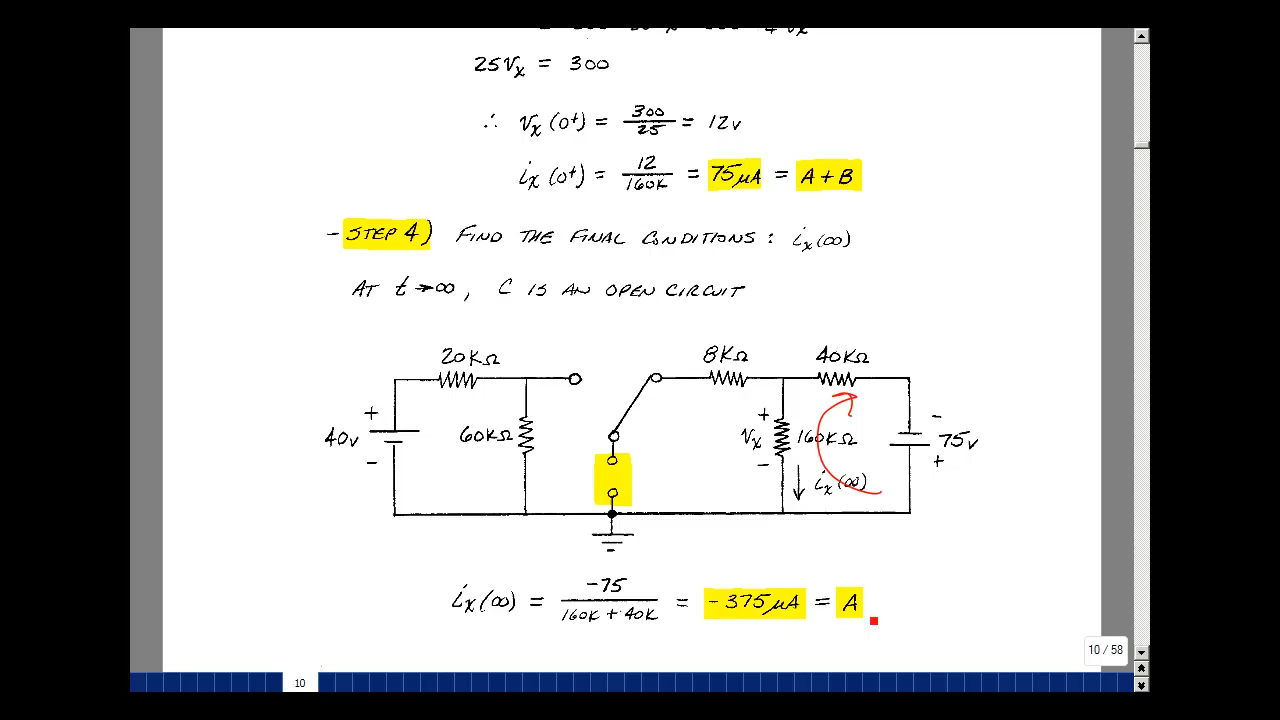 25Vx = 300
∴ Vx(0+) = 300/25 = 12v
ix(0+) = 12/160K = 75μA = A+B
- STEP 4) FIND THE FINAL CONDITIONS: ix(∞)
AT t→∞, C IS AN OPEN CIRCUIT
20KΩ 8KΩ 40KΩ
+ + -
40v 60KΩ Vx 160KΩ 75v
- - +
ix(∞)
ix(∞) = -75/(160K+40K) = -375μA = A
10 / 58
10